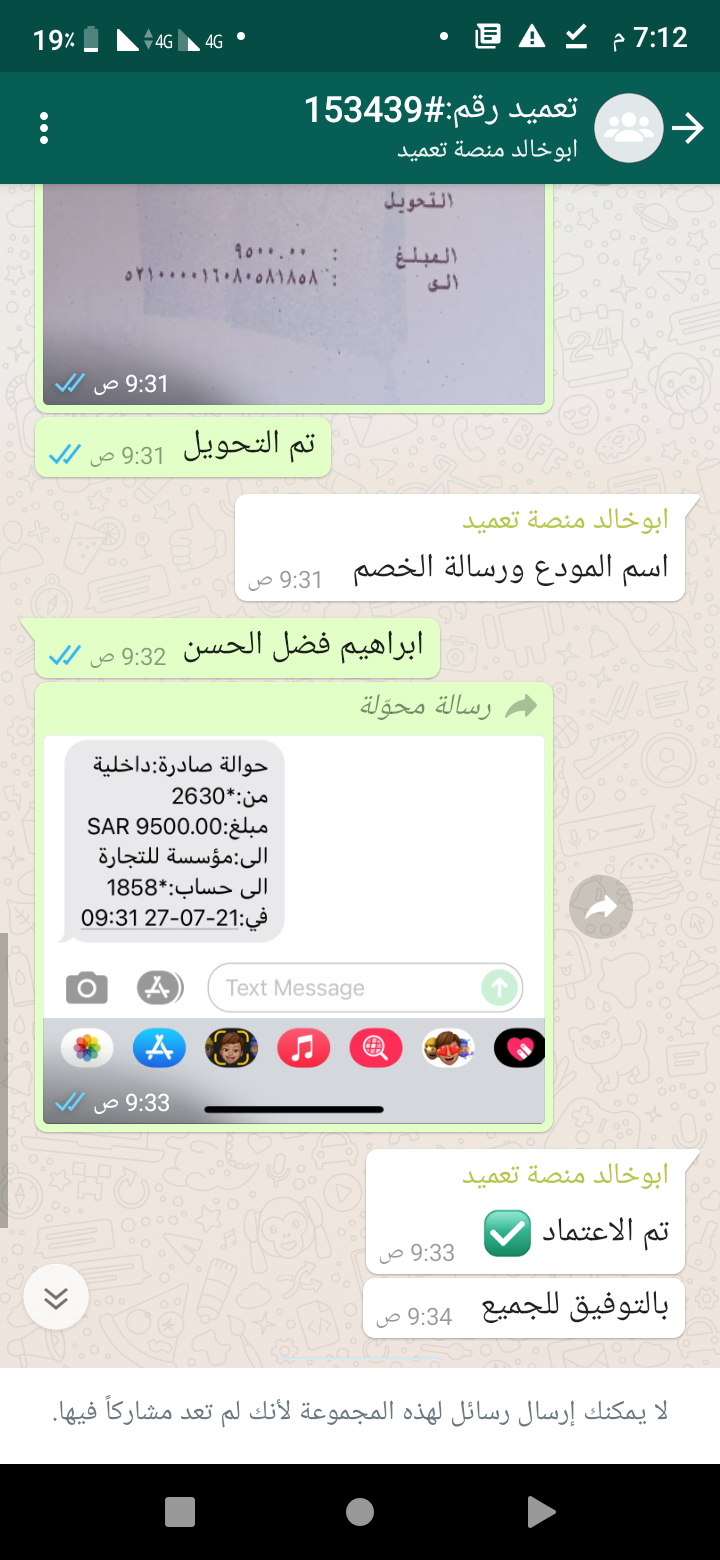 7:12 م
4G
4G
19%
تعميد رقم:#153439
ابوخالد منصة تعميد
التحويل
المبلغ : ٩٥٠٠.٠٠
الى : ٥٢١٠٠٠٠١٦٠٨٠٥٨١٨٥٨
9:31 ص
تم التحويل
9:31 ص
ابوخالد منصة تعميد
اسم المودع ورسالة الخصم
9:31 ص
ابراهيم فضل الحسن
9:32 ص
رسالة محوّلة
حوالة صادرة:داخلية
من:*2630
مبلغ:SAR 9500.00
الى:مؤسسة للتجارة
الى حساب:*1858
في:21-07-27 09:31
Text Message
9:33 ص
ابوخالد منصة تعميد
تم الاعتماد ✅
9:33 ص
بالتوفيق للجميع
9:34 ص
لا يمكنك إرسال رسائل لهذه المجموعة لأنك لم تعد مشاركاً فيها.